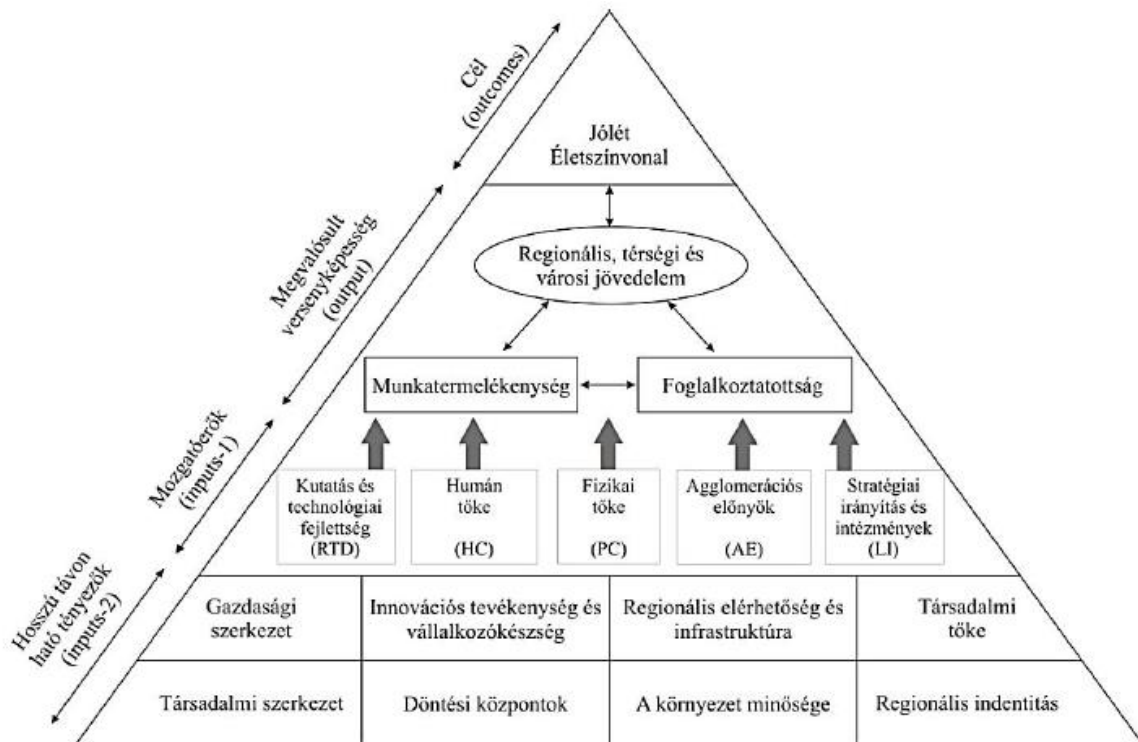 Cél
(outcomes)
Jólét
Életszínvonal
Megvalósult
versenyképesség
(output)
Regionális, térségi és
városi jövedelem
Munkatermelékenység
Foglalkoztatottság
Mozgatóerők
(inputs-1)
Kutatás és
technológiai
fejlettség
(RTD)
Humán
tőke
(HC)
Fizikai
tőke
(PC)
Agglomerációs
előnyök
(AE)
Stratégiai
irányítás és
intézmények
(LI)
Hosszú távon
ható tényezők
(inputs-2)
Gazdasági
szerkezet
Innovációs tevékenység és
vállalkozókészség
Regionális elérhetőség és
infrastruktúra
Társadalmi
tőke
Társadalmi szerkezet
Döntési központok
A környezet minősége
Regionális indentitás